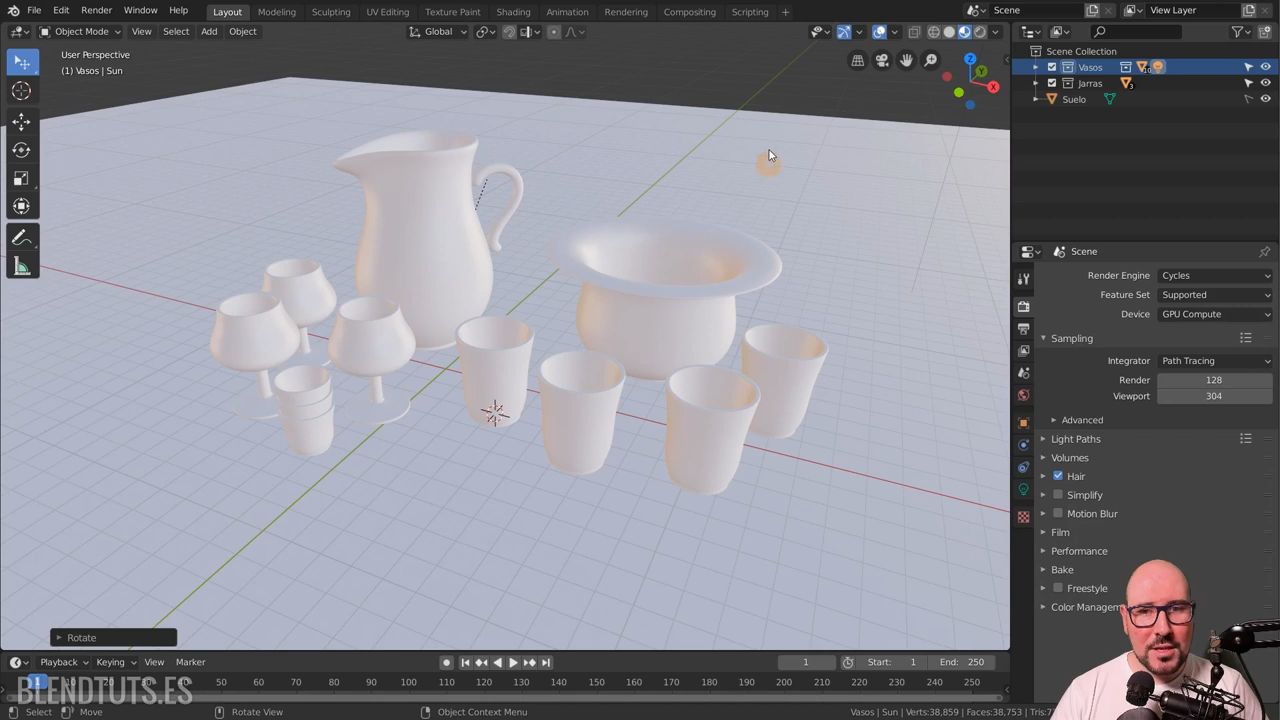 File Edit Render Window Help Layout Modeling Sculpting UV Editing Texture Paint Shading Animation Rendering Compositing Scripting + Scene View Layer
Object Mode View Select Add Object Global
User Perspective
(1) Vasos | Sun
Z
Y
X
Scene Collection
Vasos
Jarras
3
Suelo
Scene
Render Engine Cycles
Feature Set Supported
Device GPU Compute
Sampling
Integrator Path Tracing
Render 128
Viewport 304
Advanced
Light Paths
Volumes
Hair
Simplify
Motion Blur
Film
Performance
Bake
Freestyle
Color Managem
Rotate
Playback Keying View Marker 1 Start: 1 End: 250
1 10 20 30 40 50 60 70 80 90 100 110 120 130 140 150 160 170 180 190 200 210 220 230 240 250
BLENDTUTS.ES
Select Move Rotate View Object Context Menu Vasos | Sun | Verts:38,859 | Faces:38,753 | Tris:7